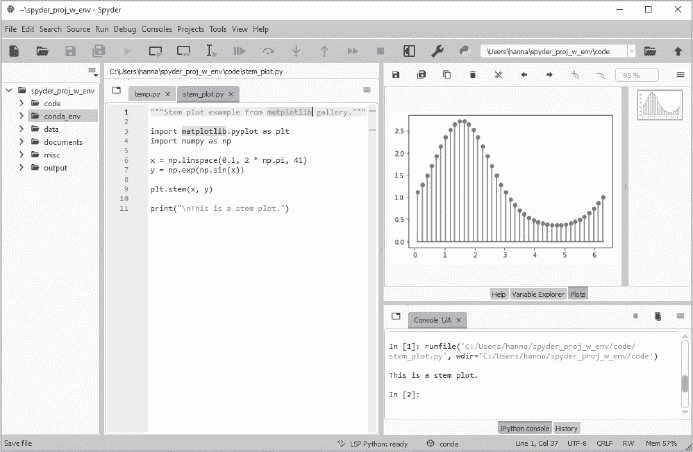 ~\spyder_proj_w_env - Spyder
File Edit Search Source Run Debug Consoles Projects Tools View Help
\Users\hanna\spyder_proj_w_env\code
spyder_proj_w_env
code
conda_env
data
documents
misc
output
C:\Users\hanna\spyder_proj_w_env\code\stem_plot.py
temp.py
stem_plot.py
1 """Stem plot example from matplotlib gallery."""
2
3 import matplotlib.pyplot as plt
4 import numpy as np
5
6 x = np.linspace(0.1, 2 * np.pi, 41)
7 y = np.exp(np.sin(x))
8
9 plt.stem(x, y)
10
11 print("\nThis is a stem plot.")
95 %
2.5
2.0
1.5
1.0
0.5
0.0
0 1 2 3 4 5 6
Help Variable Explorer Plots
Console 1/A
In [1]: runfile('C:/Users/hanna/spyder_proj_w_env/code/
stem_plot.py', wdir='C:/Users/hanna/spyder_proj_w_env/code')
This is a stem plot.
In [2]:
IPython console History
Save file LSP Python: ready conda Line 1, Col 37 UTF-8 CRLF RW Mem 57%